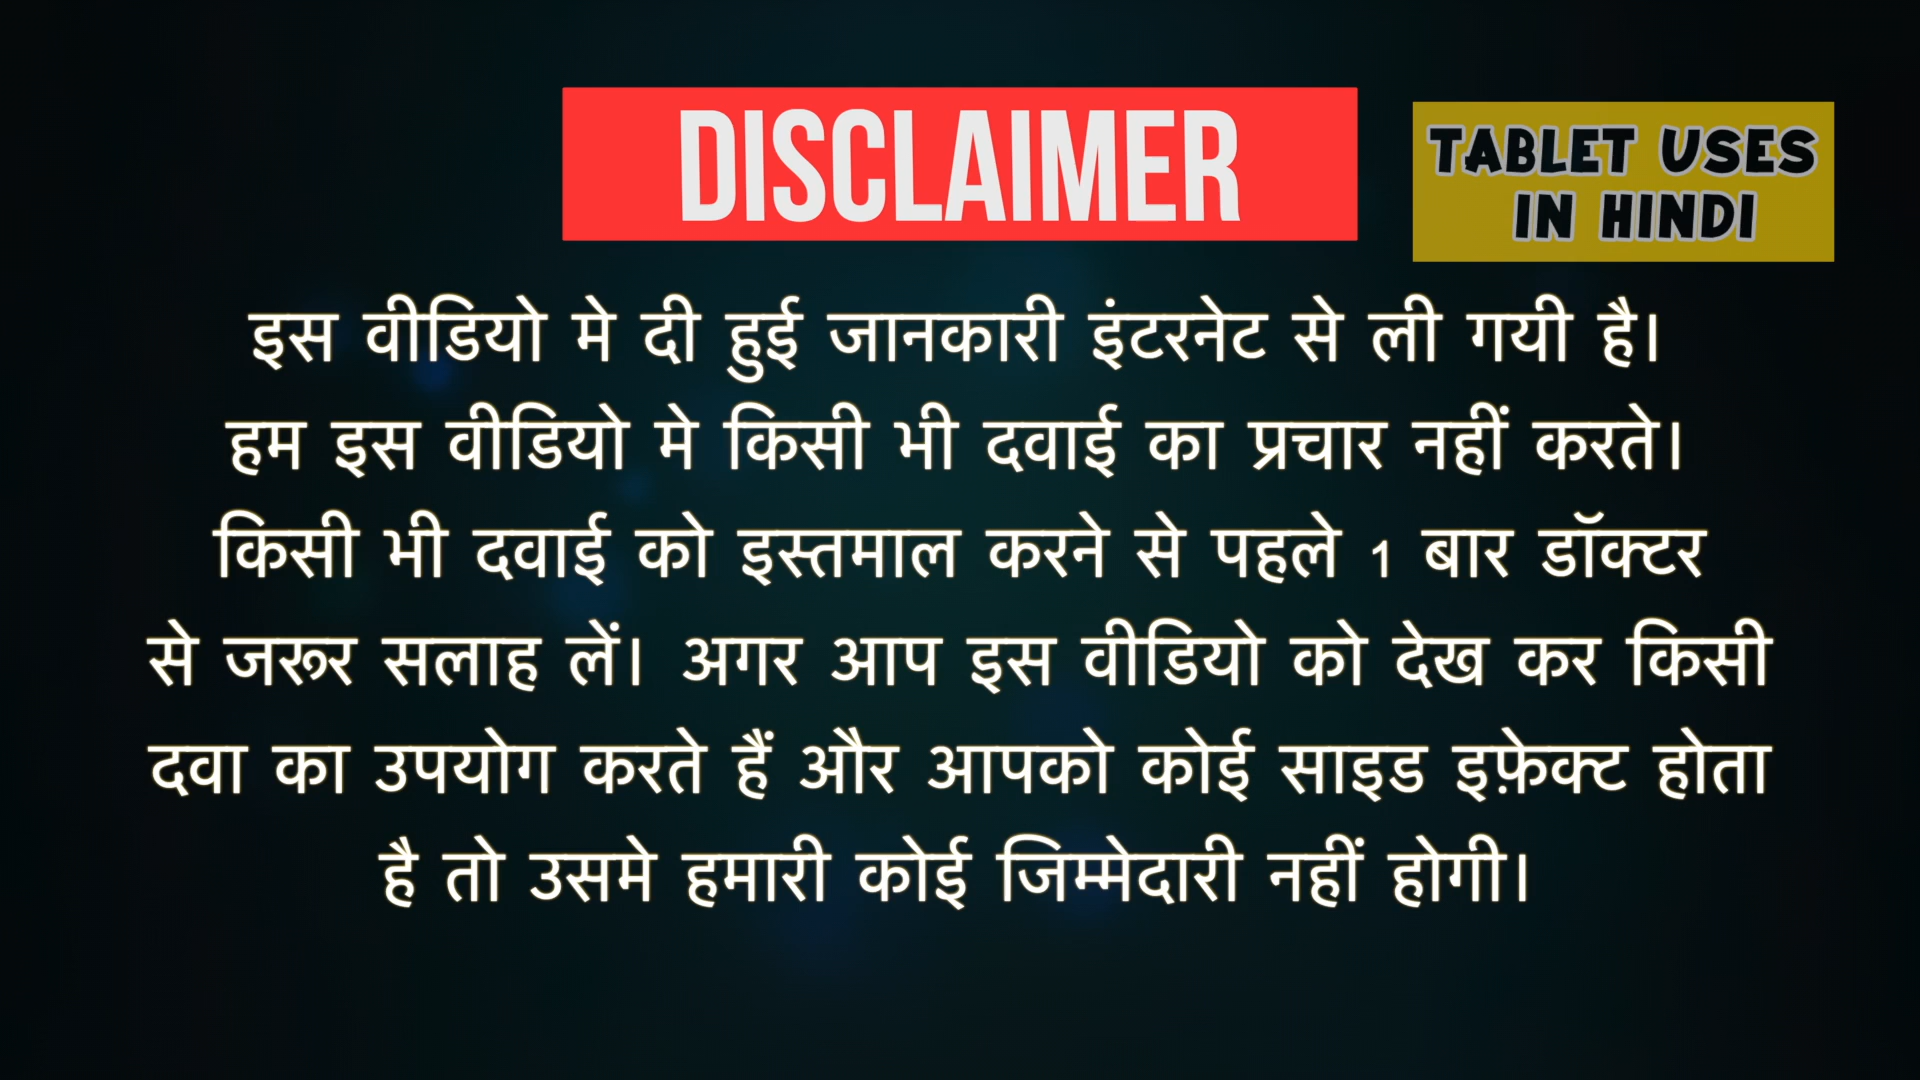 DISCLAIMER
TABLET USES
IN HINDI
इस वीडियो मे दी हुई जानकारी इंटरनेट से ली गयी है।
हम इस वीडियो मे किसी भी दवाई का प्रचार नहीं करते।
किसी भी दवाई को इस्तमाल करने से पहले 1 बार डॉक्टर
से जरूर सलाह लें। अगर आप इस वीडियो को देख कर किसी
दवा का उपयोग करते हैं और आपको कोई साइड इफ़ेक्ट होता
है तो उसमे हमारी कोई जिम्मेदारी नहीं होगी।